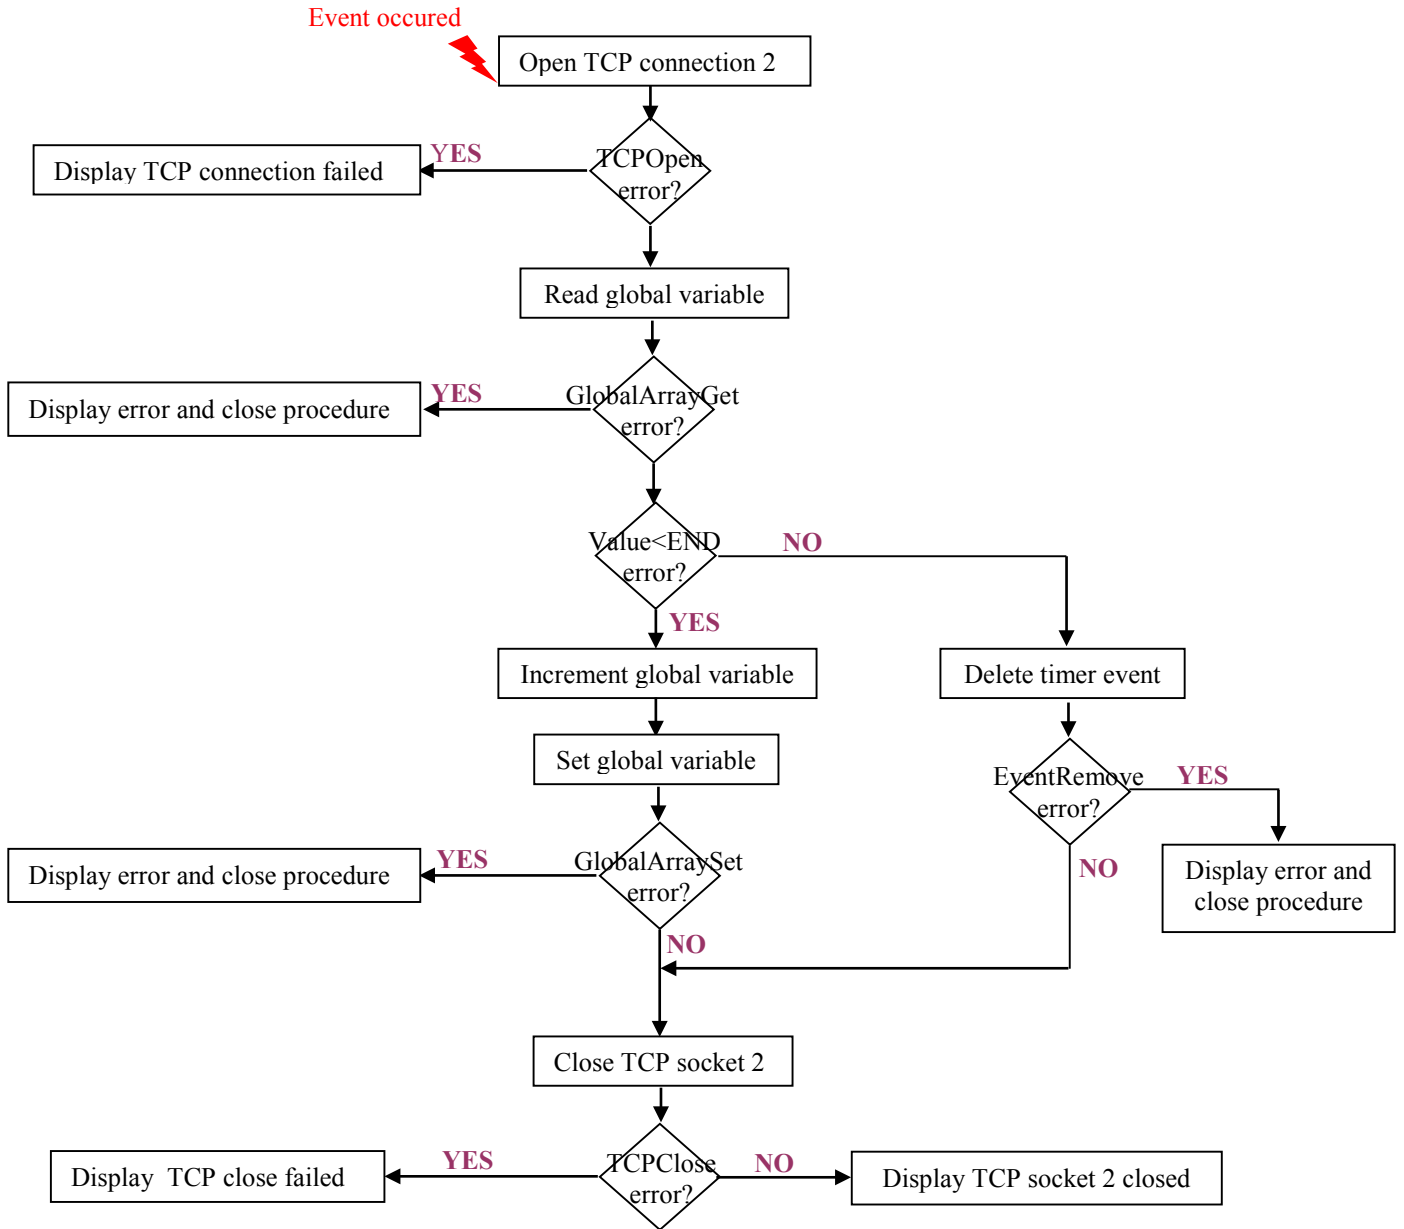 Event occured
Open TCP connection 2
TCPOpen
error?
YES
Display TCP connection failed
Read global variable
GlobalArrayGet
error?
YES
Display error and close procedure
Value<END
error?
NO
YES
Increment global variable
Delete timer event
Set global variable
EventRemove
error?
YES
GlobalArraySet
error?
YES
Display error and close procedure
NO
Display error and
close procedure
NO
Close TCP socket 2
TCPClose
error?
YES
NO
Display TCP close failed
Display TCP socket 2 closed